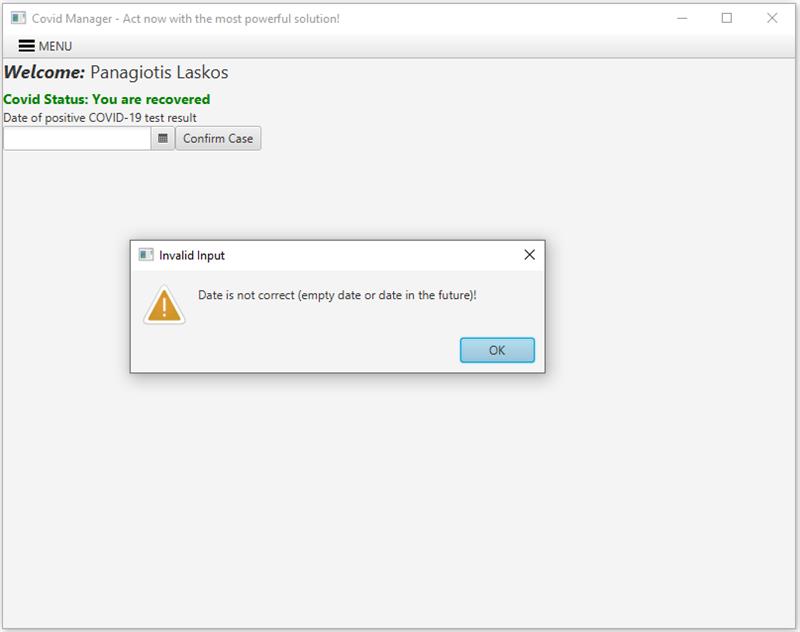 Covid Manager - Act now with the most powerful solution!
MENU
Welcome: Panagiotis Laskos
Covid Status: You are recovered
Date of positive COVID-19 test result
Confirm Case
Invalid Input
Date is not correct (empty date or date in the future)!
OK